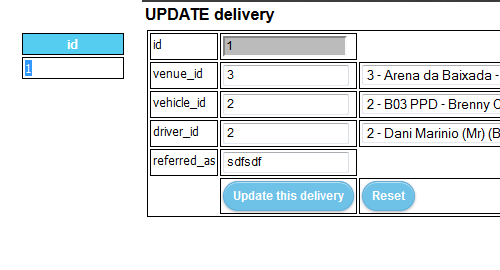 UPDATE delivery
id
1
id 1
venue_id 3 3 - Arena da Baixada -
vehicle_id 2 2 - B03 PPD - Brenny C
driver_id 2 2 - Dani Marinio (Mr) (B
referred_as sdfsdf
Update this delivery Reset